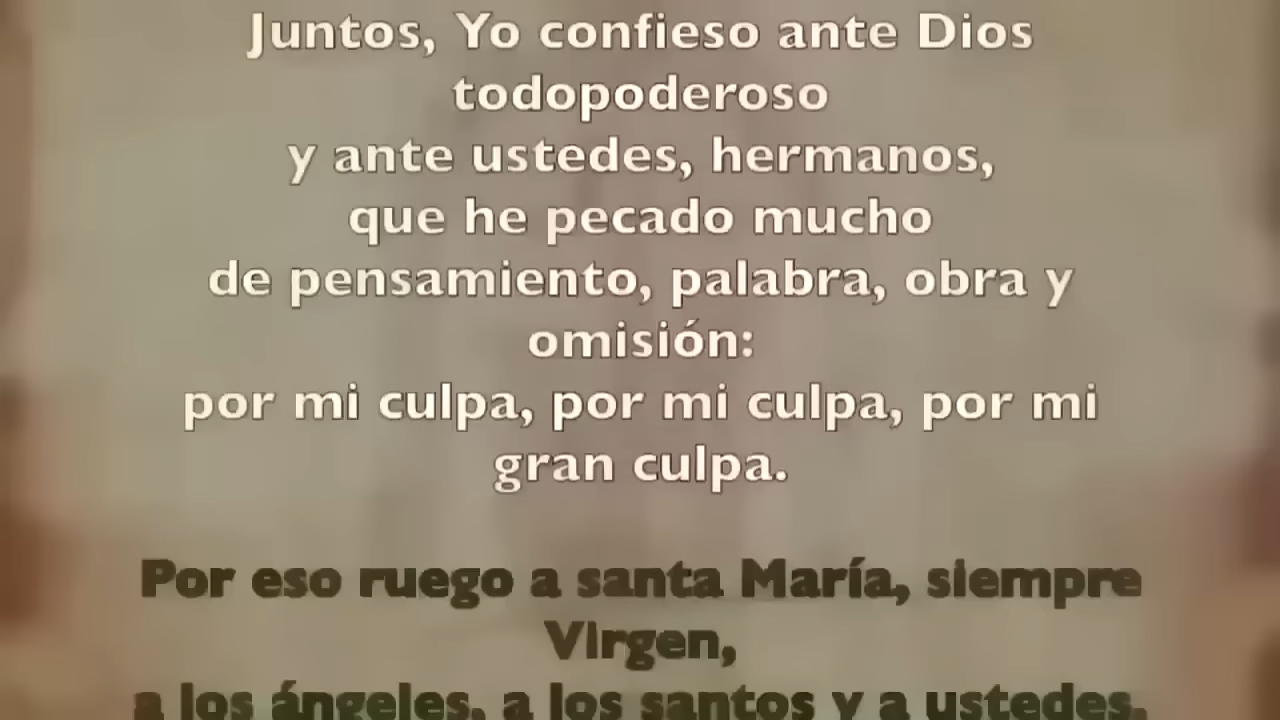 Juntos, Yo confieso ante Dios
todopoderoso
y ante ustedes, hermanos,
que he pecado mucho
de pensamiento, palabra, obra y
omisión:
por mi culpa, por mi culpa, por mi
gran culpa.
Por eso ruego a santa María, siempre
Virgen,
a los ángeles, a los santos y a ustedes,